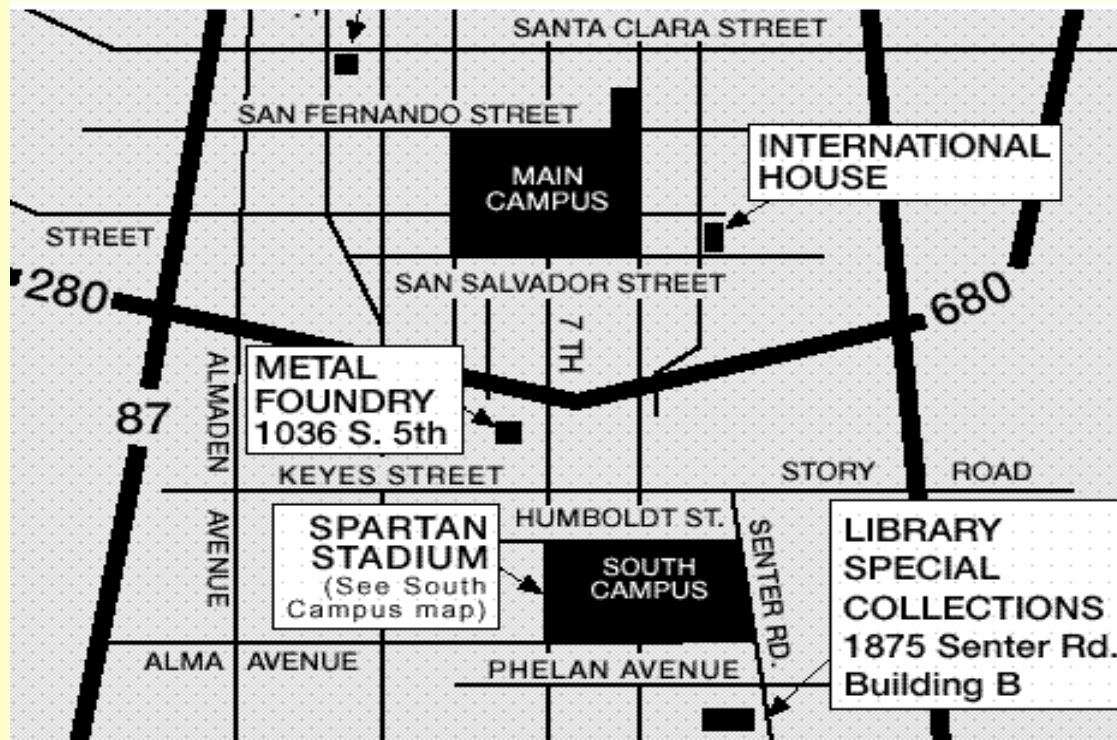 SANTA CLARA STREET
SAN FERNANDO STREET
INTERNATIONAL
HOUSE
MAIN
CAMPUS
STREET
SAN SALVADOR STREET
280
680
7 TH
METAL
FOUNDRY
1036 S. 5th
ALMADEN
87
KEYES STREET
STORY ROAD
AVENUE
SPARTAN
STADIUM
(See South
Campus map)
HUMBOLDT ST.
SOUTH
CAMPUS
SENTER RD.
LIBRARY
SPECIAL
COLLECTIONS
1875 Senter Rd.
Building B
ALMA AVENUE
PHELAN AVENUE